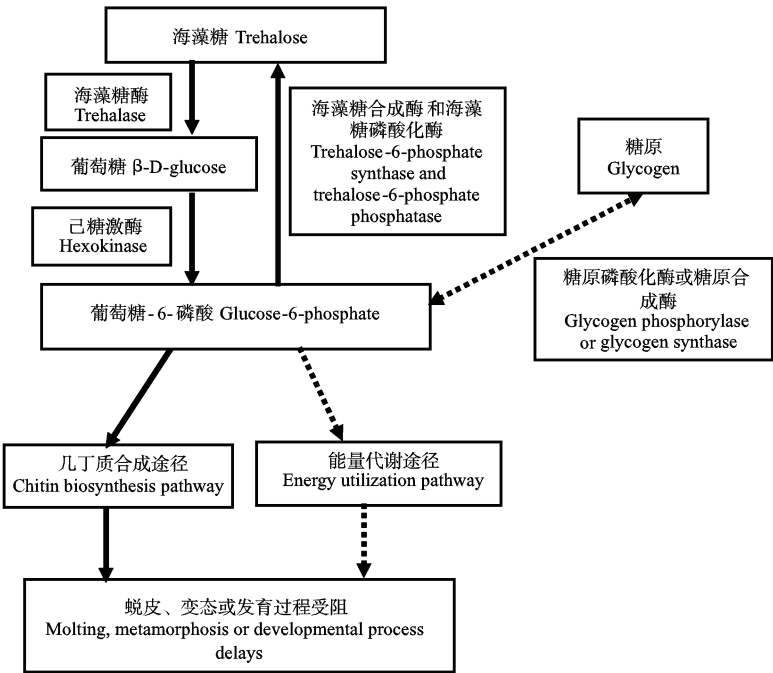 海藻糖 Trehalose
海藻糖酶
Trehalase
海藻糖合成酶 和海藻
糖磷酸化酶
Trehalose-6-phosphate
synthase and
trehalose-6-phosphate
phosphatase
糖原
Glycogen
葡萄糖 β-D-glucose
己糖激酶
Hexokinase
糖原磷酸化酶或糖原合
成酶
Glycogen phosphorylase
or glycogen synthase
葡萄糖-6-磷酸 Glucose-6-phosphate
几丁质合成途径
Chitin biosynthesis pathway
能量代谢途径
Energy utilization pathway
蜕皮、变态或发育过程受阻
Molting, metamorphosis or developmental process
delays